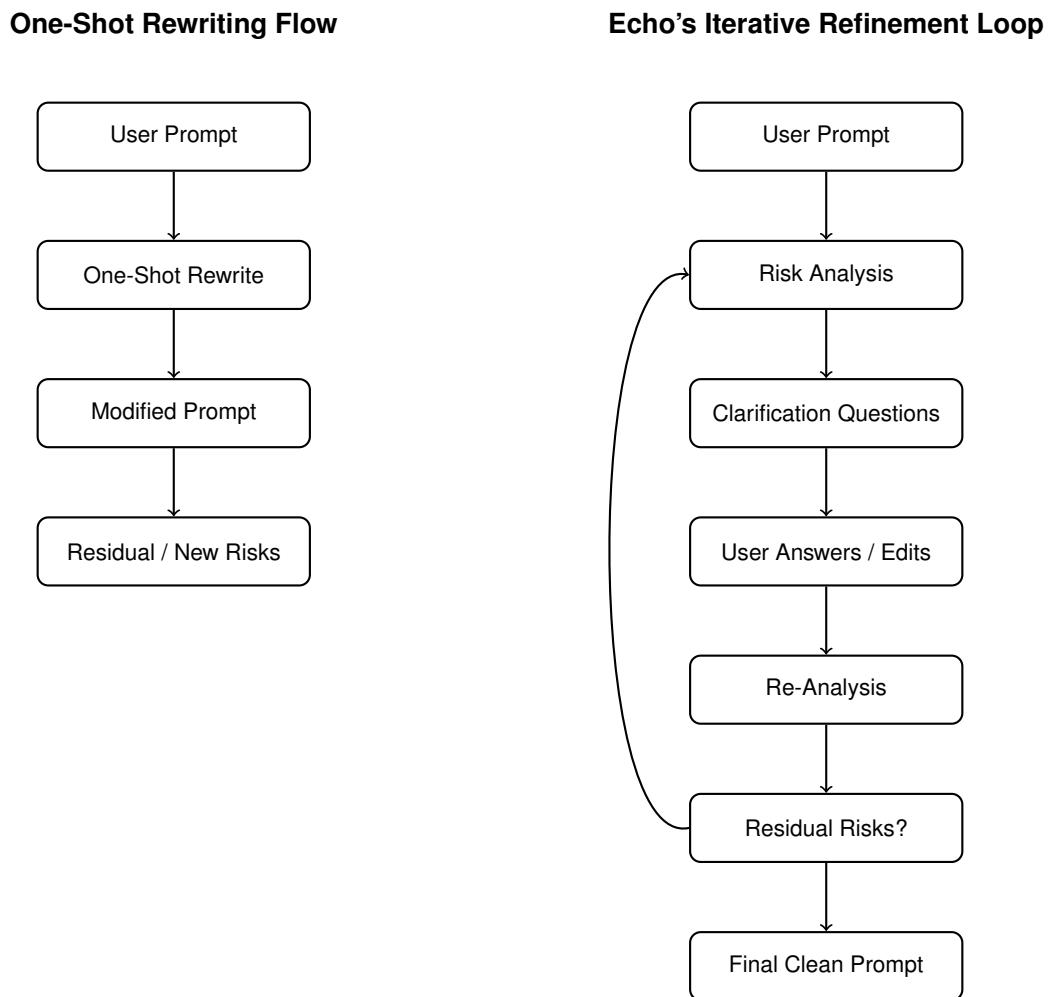 One-Shot Rewriting Flow
User Prompt
One-Shot Rewrite
Modified Prompt
Residual / New Risks
Echo's Iterative Refinement Loop
User Prompt
Risk Analysis
Clarification Questions
User Answers / Edits
Re-Analysis
Residual Risks?
Final Clean Prompt